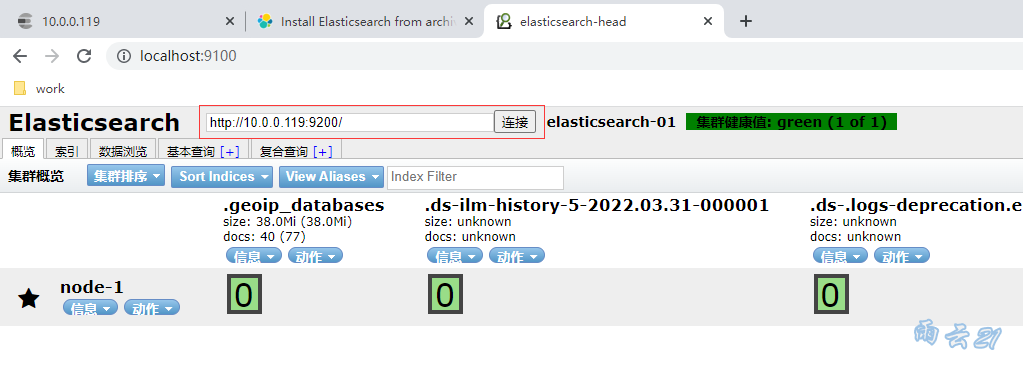 10.0.0.119 Install Elasticsearch from archi elasticsearch-head
localhost:9100
work
Elasticsearch http://10.0.0.119:9200/ 连接 elasticsearch-01 集群健康值: green (1 of 1)
概览 索引 数据浏览 基本查询 [+] 复合查询 [+]
集群概览 集群排序 Sort Indices View Aliases Index Filter
.geoip_databases .ds-ilm-history-5-2022.03.31-000001 .ds-.logs-deprecation.e
size: 38.0Mi (38.0Mi) size: unknown size: unknown
docs: 40 (77) docs: unknown docs: unknown
信息 动作 信息 动作 信息 动作
node-1 0 0 0
信息 动作
雨云21